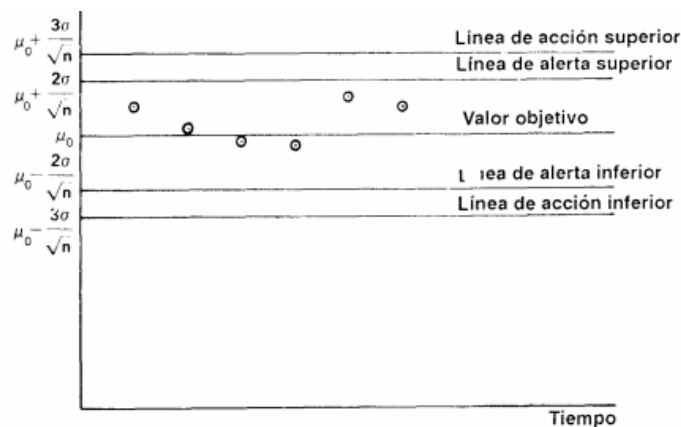 μ₀ + 3σ/√n
Línea de acción superior
Línea de alerta superior
μ₀ + 2σ/√n
Valor objetivo
μ₀
μ₀ − 2σ/√n
nea de alerta inferior
Línea de acción inferior
μ₀ − 3σ/√n
Tiempo